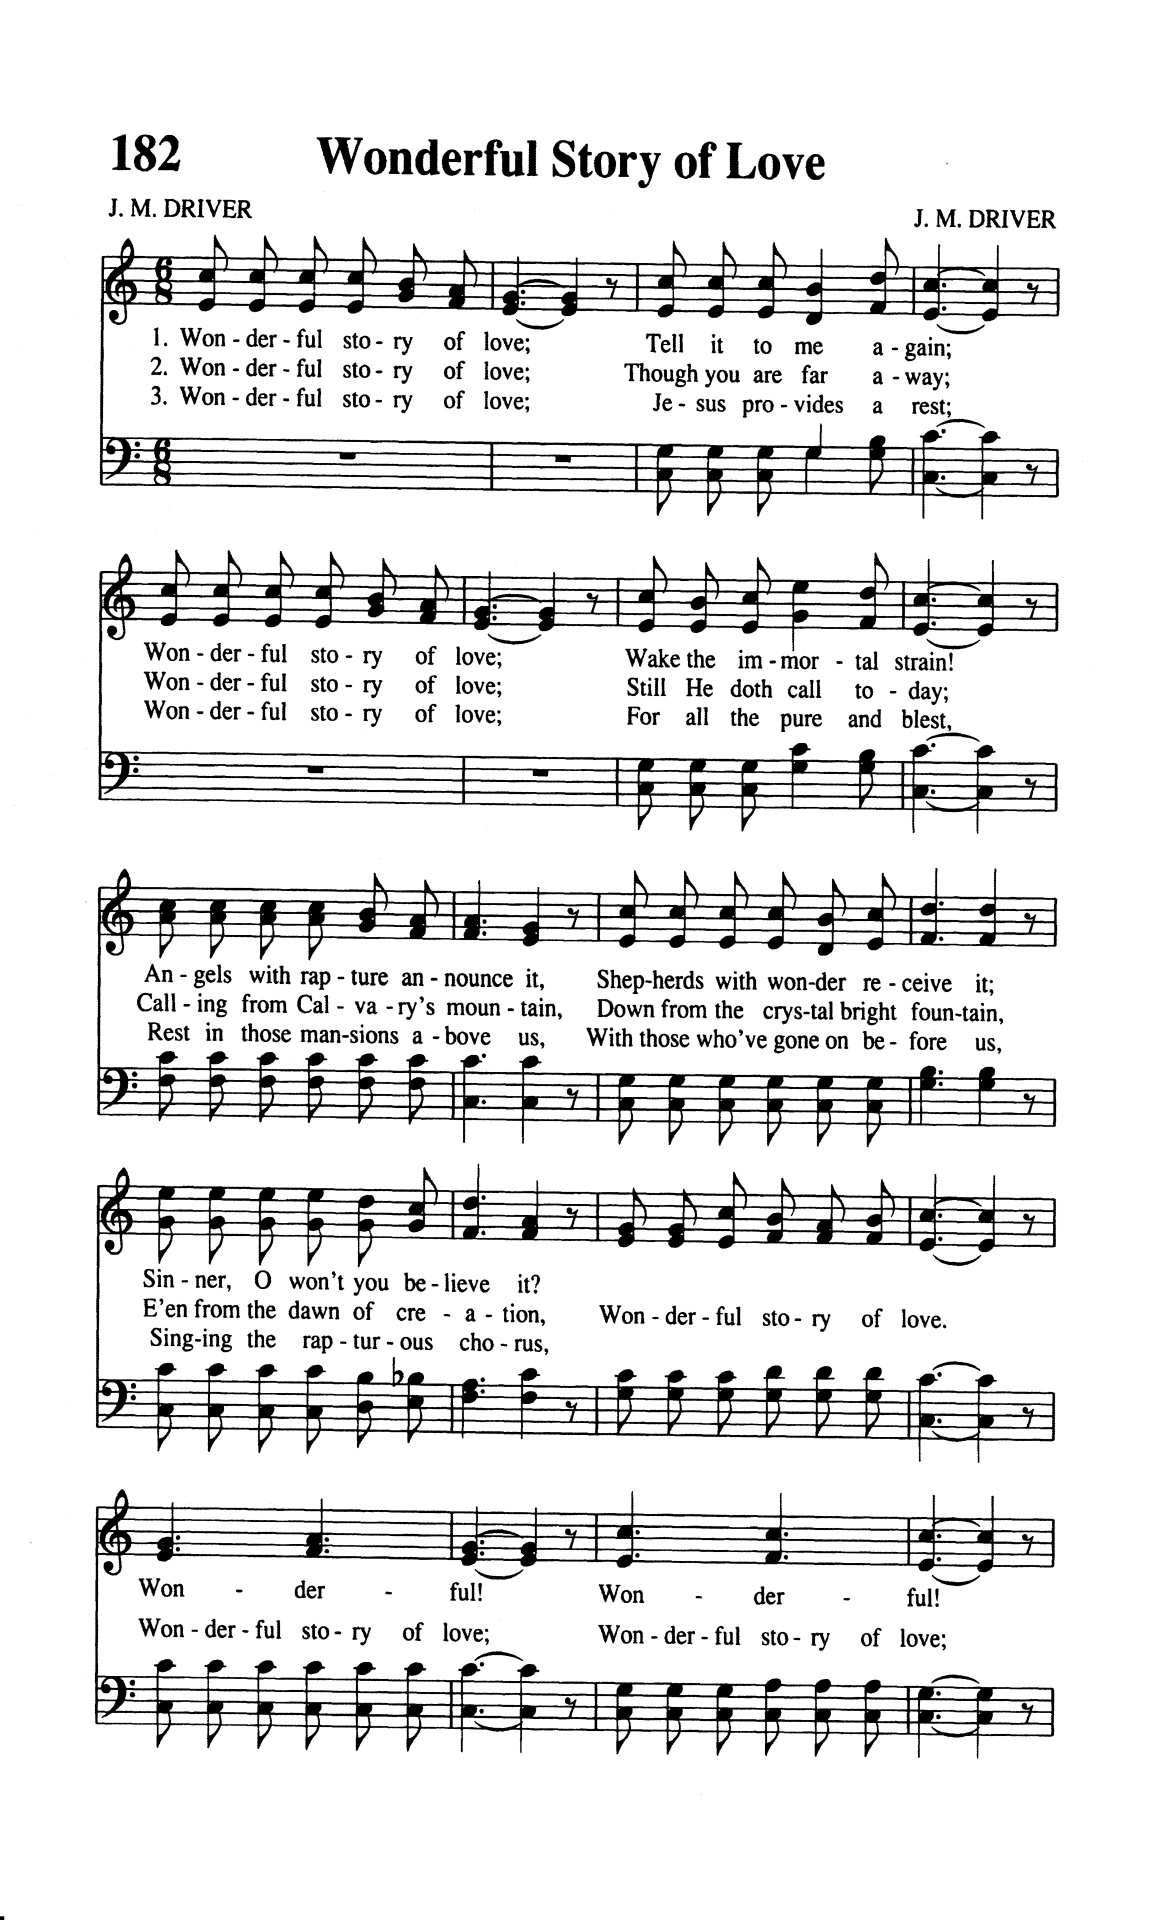 182 Wonderful Story of Love
J. M. DRIVER
J. M. DRIVER
1. Won - der - ful sto - ry of love; Tell it to me a - gain;
2. Won - der - ful sto - ry of love; Though you are far a - way;
3. Won - der - ful sto - ry of love; Je - sus pro - vides a rest;
Won - der - ful sto - ry of love; Wake the im - mor - tal strain!
Won - der - ful sto - ry of love; Still He doth call to - day;
Won - der - ful sto - ry of love; For all the pure and blest,
An - gels with rap - ture an - nounce it, Shep-herds with won-der re - ceive it;
Call - ing from Cal - va - ry's moun - tain, Down from the crys-tal bright foun-tain,
Rest in those man-sions a - bove us, With those who've gone on be - fore us,
Sin - ner, O won't you be - lieve it?
E'en from the dawn of cre - a - tion, Won - der - ful sto - ry of love.
Sing-ing the rap - tur - ous cho - rus,
Won - der - ful! Won - der - ful!
Won - der - ful sto - ry of love; Won - der - ful sto - ry of love;